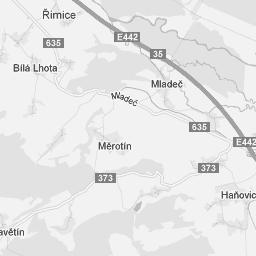 Řimice
E442
635
35
Bílá Lhota
Mladeč
Mladeč
635
E442
Měrotín
373
373
Haňovic
avětín